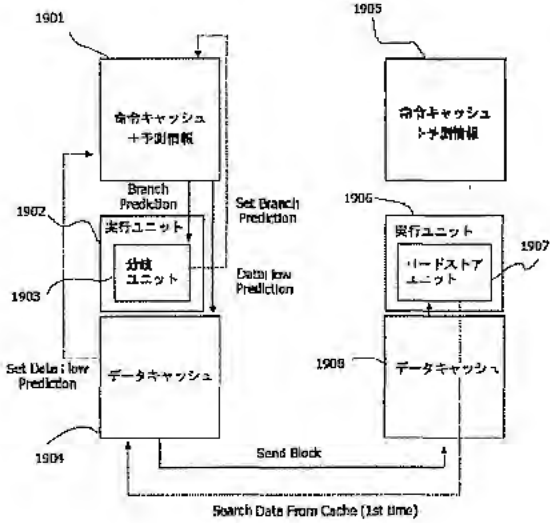 1901
1905
命令キャッシュ
+予測情報
命令キャッシュ
+予測情報
Branch
Prediction
Set Branch
Prediction
1902
実行ユニット
分岐
ユニット
1903
Dataflow
Prediction
1906
実行ユニット
ロードストア
ユニット
1907
Set Dataflow
Prediction
データキャッシュ
1904
1908
データキャッシュ
Send Block
Search Data From Cache (1st time)